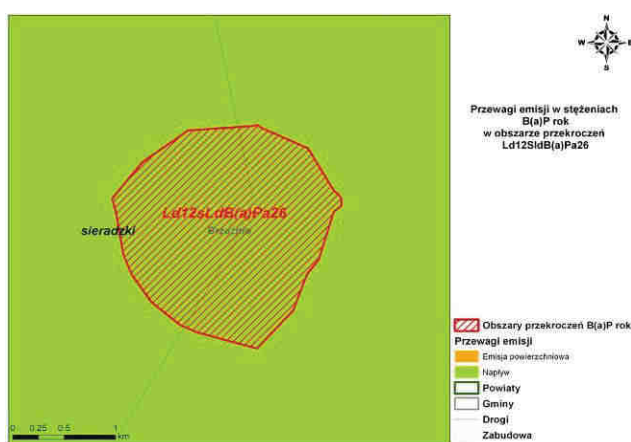 N
W E
S
Przewagi emisji w stężeniach
B(a)P rok
w obszarze przekroczeń
Ld12SldB(a)Pa26
Ld12sLdB(a)Pa26
sieradzki
Obszary przekroczeń B(a)P rok
Przewagi emisji
Emisja powierzchniowa
Napływ
Powiaty
Gminy
Drogi
Zabudowa
0 0.25 0.5 1
km